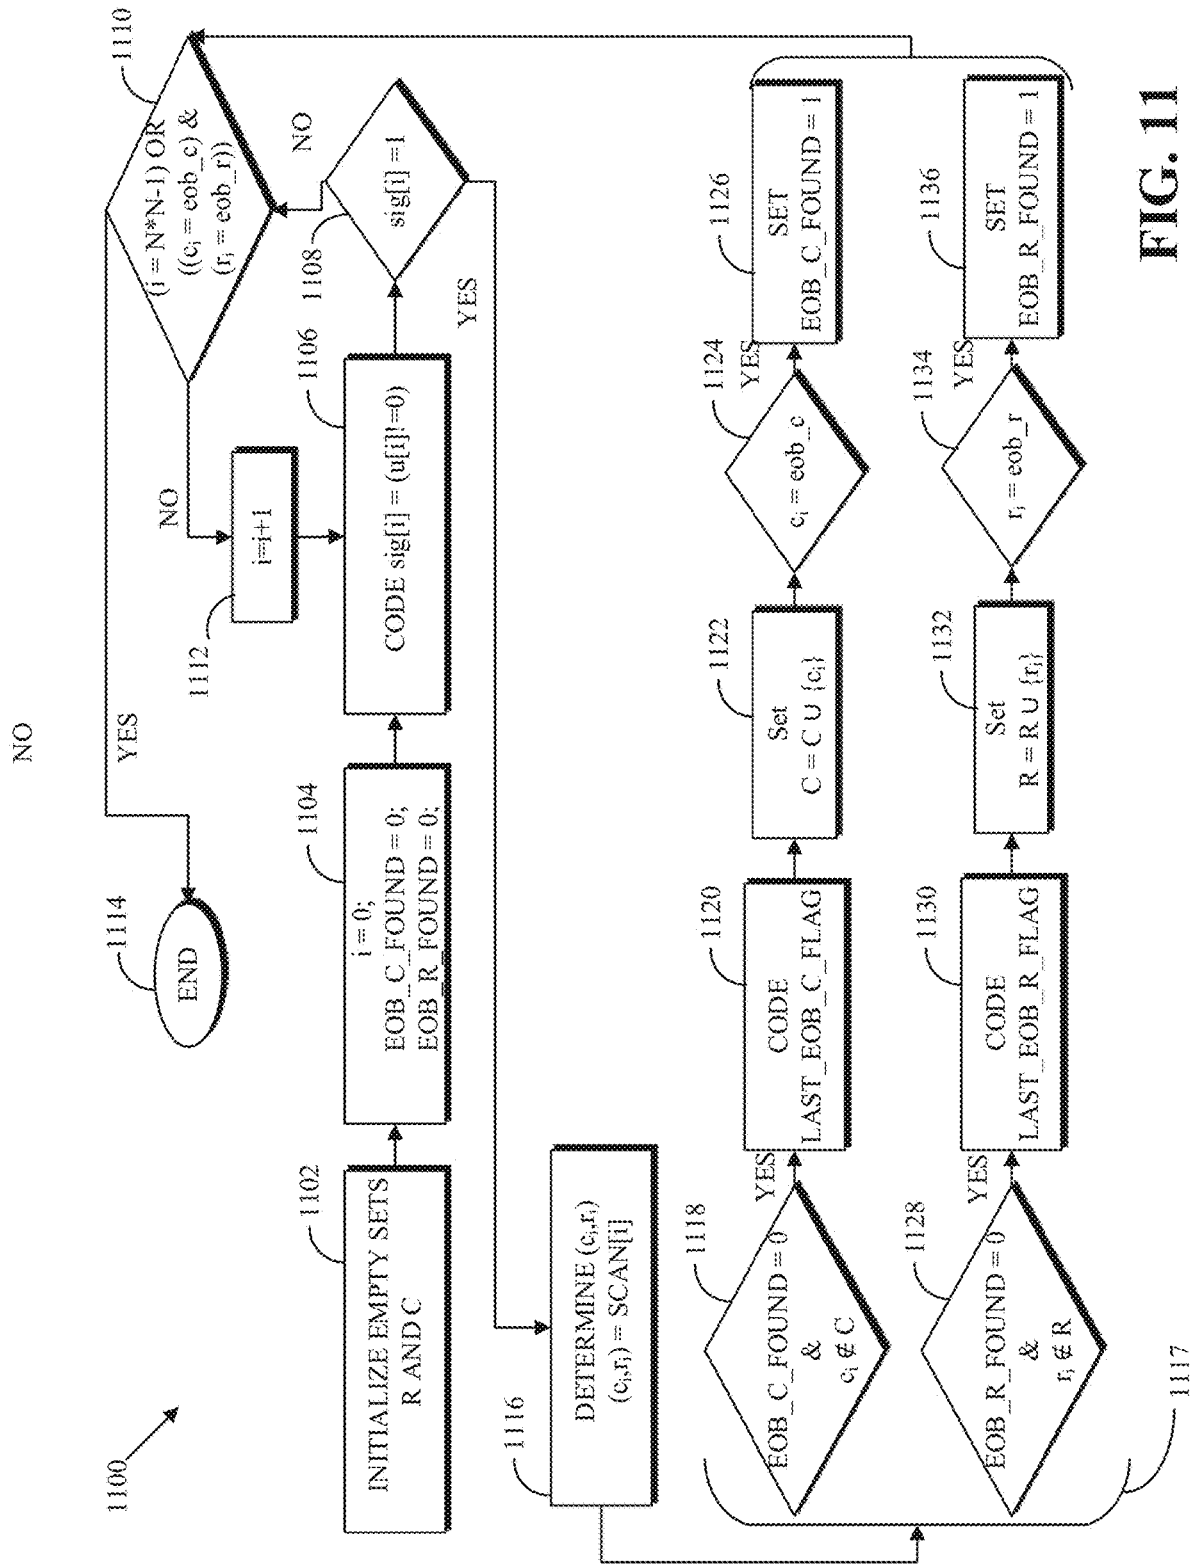 1100
1102
INITIALIZE EMPTY SETS
R AND C
1104
i = 0;
EOB_C_FOUND = 0;
EOB_R_FOUND = 0;
1106
CODE sig[i] = (u[i]!=0)
1108
sig[i] =1
NO
YES
1110
(i = N*N-1) OR
((cᵢ = eob_c) &
(rᵢ = eob_r))
NO
YES
NO
1112
i=i+1
1114
END
1116
DETERMINE (cᵢ,rᵢ)
(cᵢ,rᵢ) = SCAN[i]
1117
1118
EOB_C_FOUND = 0
&
cᵢ ∉ C
YES
1120
CODE
LAST_EOB_C_FLAG
1122
Set
C = C ∪ {cᵢ}
1124
cᵢ = eob_c
YES
1126
SET
EOB_C_FOUND = 1
1128
EOB_R_FOUND = 0
&
rᵢ ∉ R
YES
1130
CODE
LAST_EOB_R_FLAG
1132
Set
R = R ∪ {rᵢ}
1134
rᵢ = eob_r
YES
1136
SET
EOB_R_FOUND = 1
FIG. 11